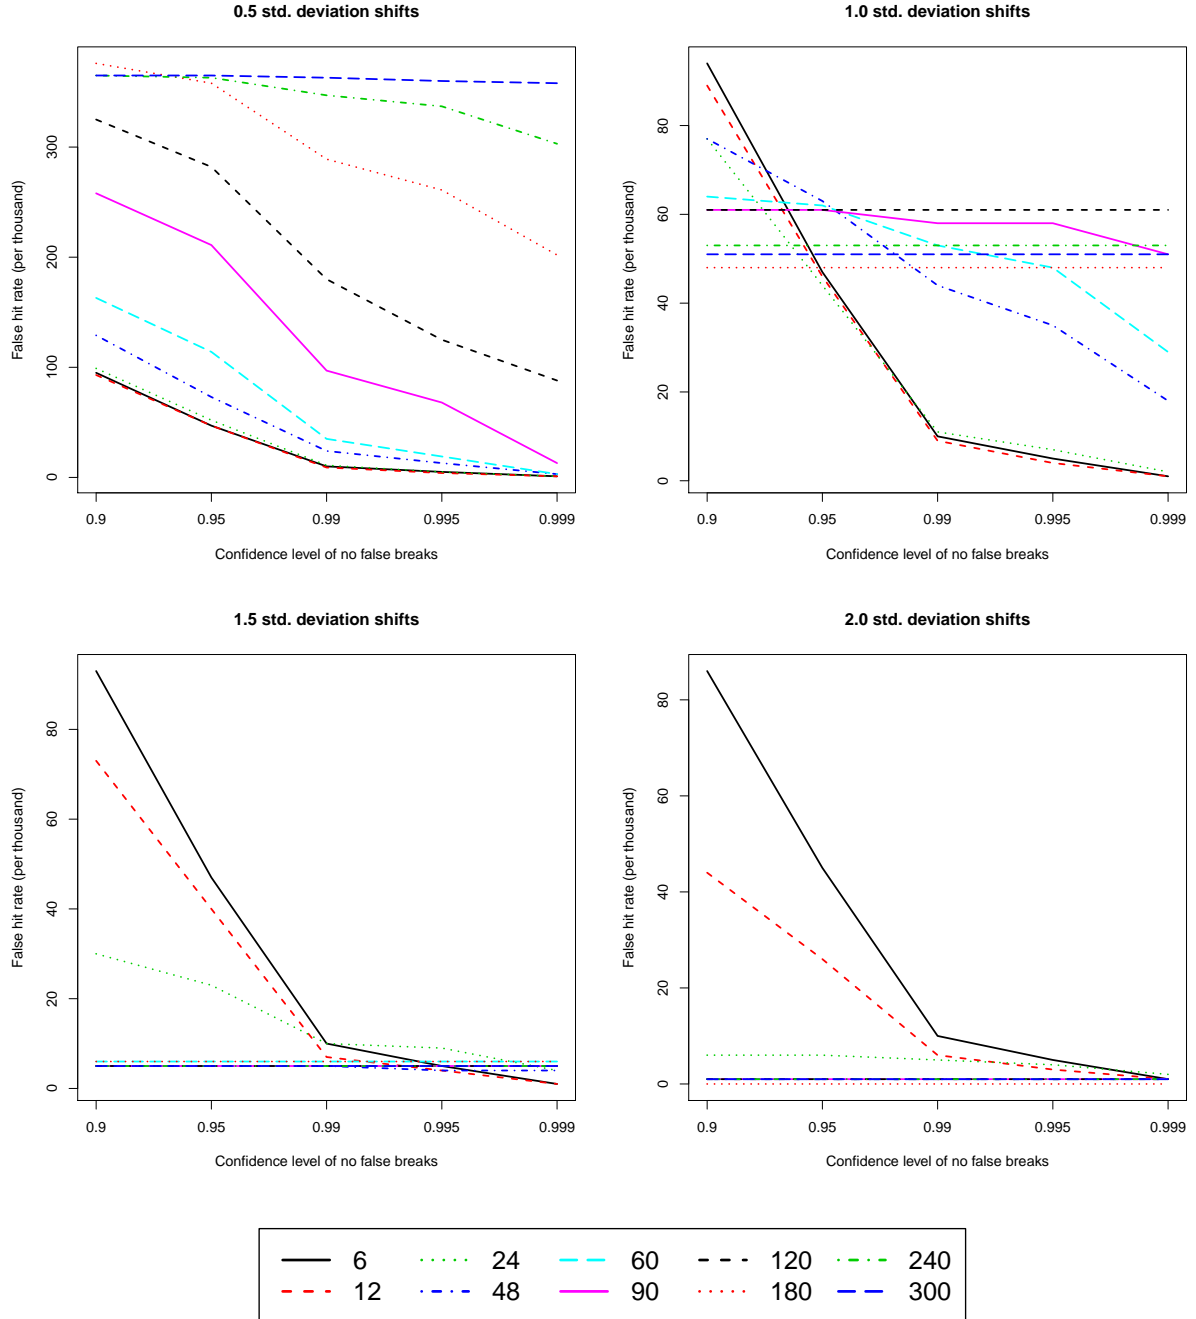 0.5 std. deviation shifts
False hit rate (per thousand)
0 100 200 300
0.9 0.95 0.99 0.995 0.999
Confidence level of no false breaks
1.0 std. deviation shifts
False hit rate (per thousand)
0 20 40 60 80
0.9 0.95 0.99 0.995 0.999
Confidence level of no false breaks
1.5 std. deviation shifts
False hit rate (per thousand)
0 20 40 60 80
0.9 0.95 0.99 0.995 0.999
Confidence level of no false breaks
2.0 std. deviation shifts
False hit rate (per thousand)
0 20 40 60 80
0.9 0.95 0.99 0.995 0.999
Confidence level of no false breaks
6 24 60 120 240
12 48 90 180 300